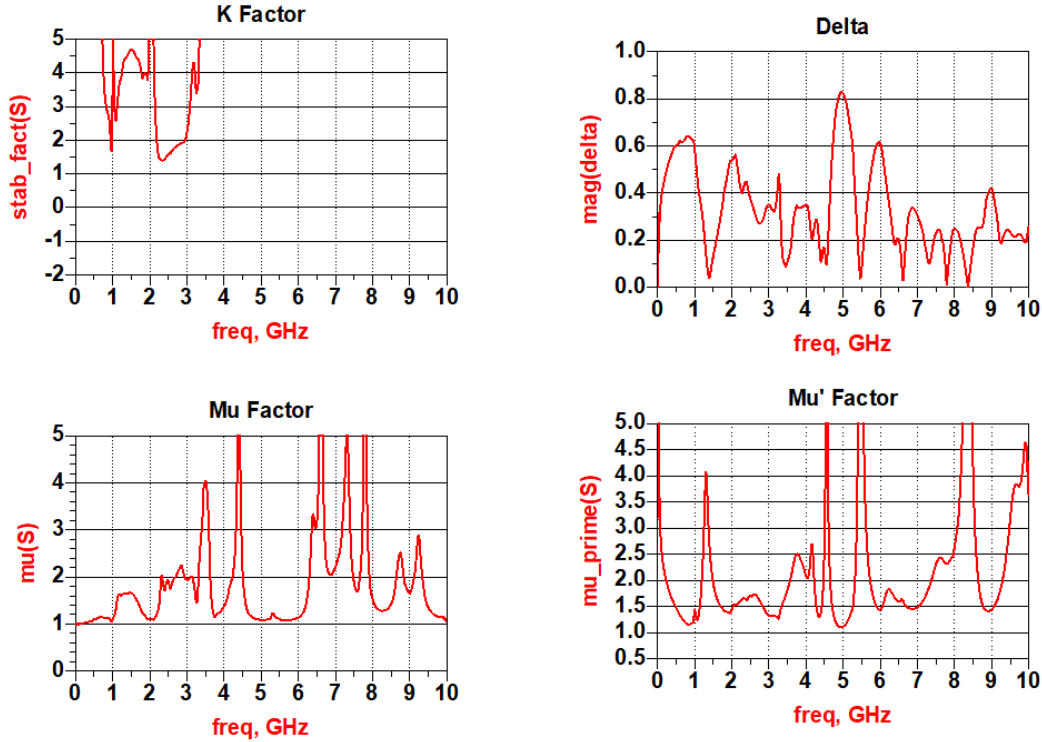 K Factor
stab_fact(S)
5
4
3
2
1
0
-1
-2
0 1 2 3 4 5 6 7 8 9 10
freq, GHz
Delta
mag(delta)
1.0
0.8
0.6
0.4
0.2
0.0
0 1 2 3 4 5 6 7 8 9 10
freq, GHz
Mu Factor
mu(S)
5
4
3
2
1
0
0 1 2 3 4 5 6 7 8 9 10
freq, GHz
Mu' Factor
mu_prime(S)
5.0
4.5
4.0
3.5
3.0
2.5
2.0
1.5
1.0
0.5
0 1 2 3 4 5 6 7 8 9 10
freq, GHz